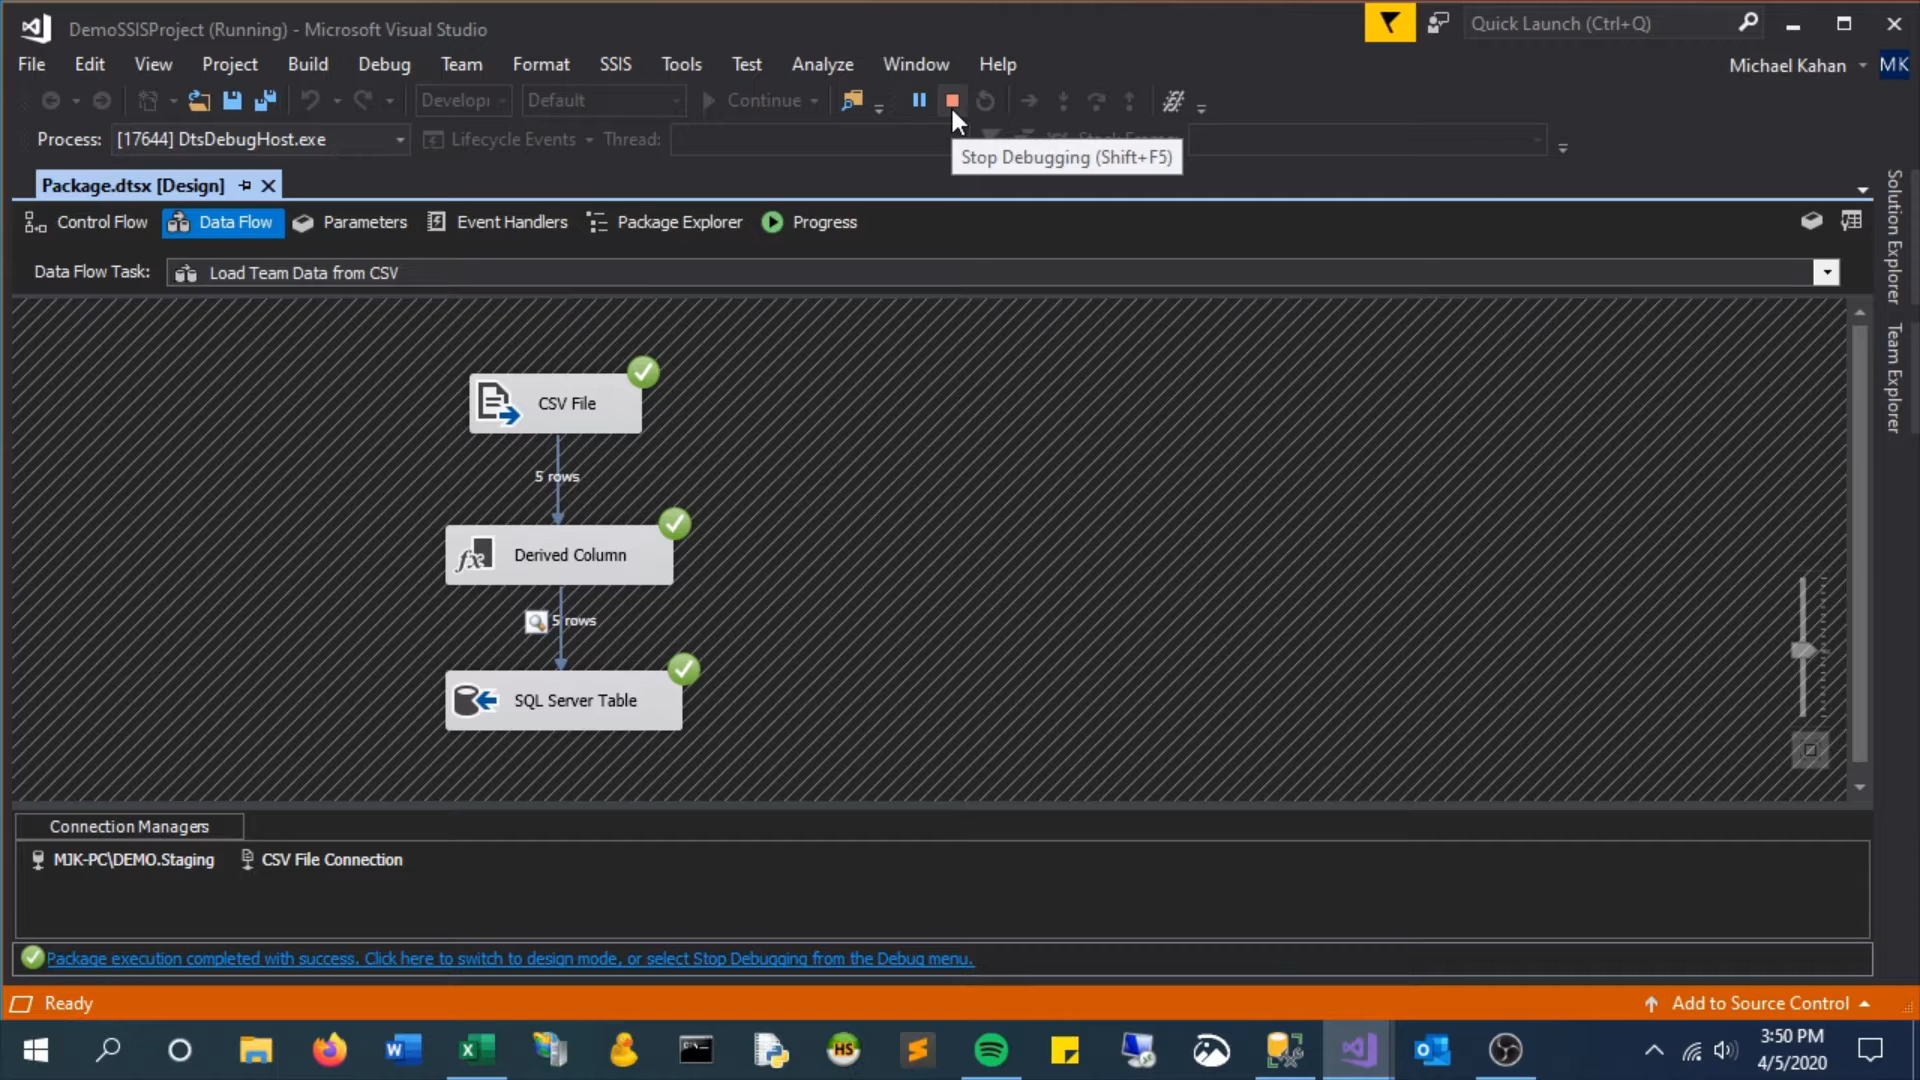 DemoSSISProject (Running) - Microsoft Visual Studio
Quick Launch (Ctrl+Q)
File Edit View Project Build Debug Team Format SSIS Tools Test Analyze Window Help
Michael Kahan MK
Developi Default Continue
Process: [17644] DtsDebugHost.exe Lifecycle Events Thread: Stack Frame:
Stop Debugging (Shift+F5)
Package.dtsx [Design]
Control Flow Data Flow Parameters Event Handlers Package Explorer Progress
Data Flow Task: Load Team Data from CSV
Solution Explorer
Team Explorer
CSV File
5 rows
fx Derived Column
5 rows
SQL Server Table
Connection Managers
MJK-PC\DEMO.Staging CSV File Connection
Package execution completed with success. Click here to switch to design mode, or select Stop Debugging from the Debug menu.
Ready
Add to Source Control
HS
3:50 PM
4/5/2020